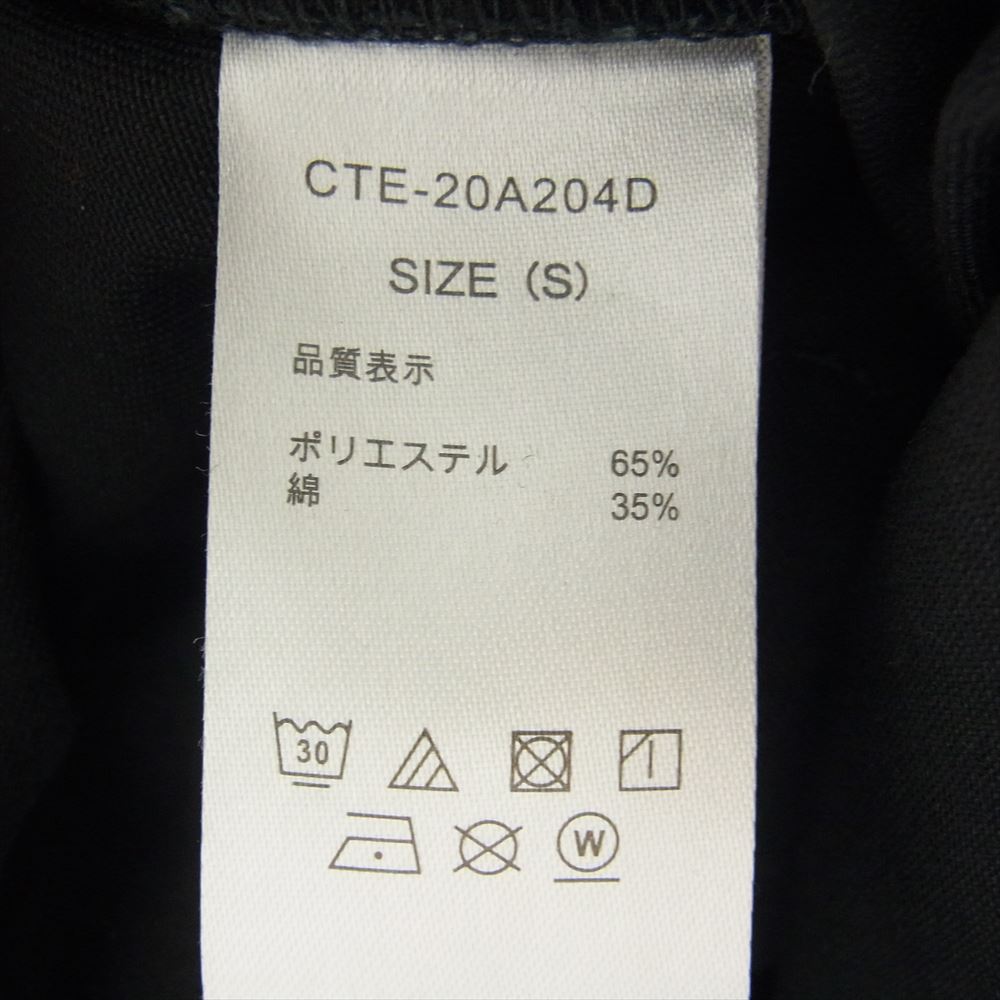 CTE-20A204D
SIZE (S)
品質表示
ポリエステル 65%
綿 35%
30
W